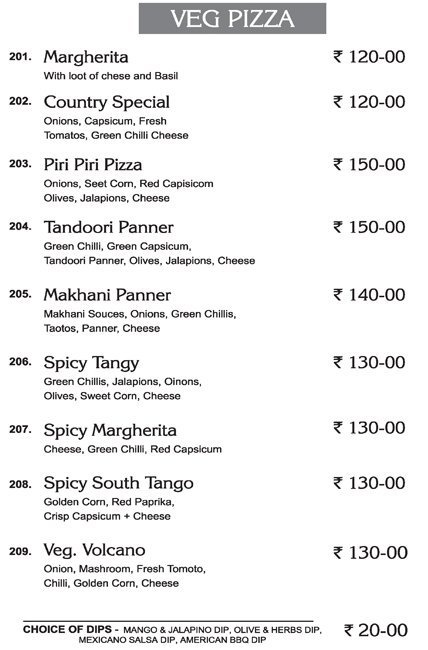 VEG PIZZA
201. Margherita ₹ 120-00
With loot of chese and Basil
202. Country Special ₹ 120-00
Onions, Capsicum, Fresh
Tomatos, Green Chilli Cheese
203. Piri Piri Pizza ₹ 150-00
Onions, Seet Corn, Red Capisicom
Olives, Jalapions, Cheese
204. Tandoori Panner ₹ 150-00
Green Chilli, Green Capsicum,
Tandoori Panner, Olives, Jalapions, Cheese
205. Makhani Panner ₹ 140-00
Makhani Souces, Onions, Green Chillis,
Taotos, Panner, Cheese
206. Spicy Tangy ₹ 130-00
Green Chillis, Jalapions, Oinons,
Olives, Sweet Corn, Cheese
207. Spicy Margherita ₹ 130-00
Cheese, Green Chilli, Red Capsicum
208. Spicy South Tango ₹ 130-00
Golden Corn, Red Paprika,
Crisp Capsicum + Cheese
209. Veg. Volcano ₹ 130-00
Onion, Mashroom, Fresh Tomoto,
Chilli, Golden Corn, Cheese
CHOICE OF DIPS - MANGO & JALAPINO DIP, OLIVE & HERBS DIP, ₹ 20-00
MEXICANO SALSA DIP, AMERICAN BBQ DIP